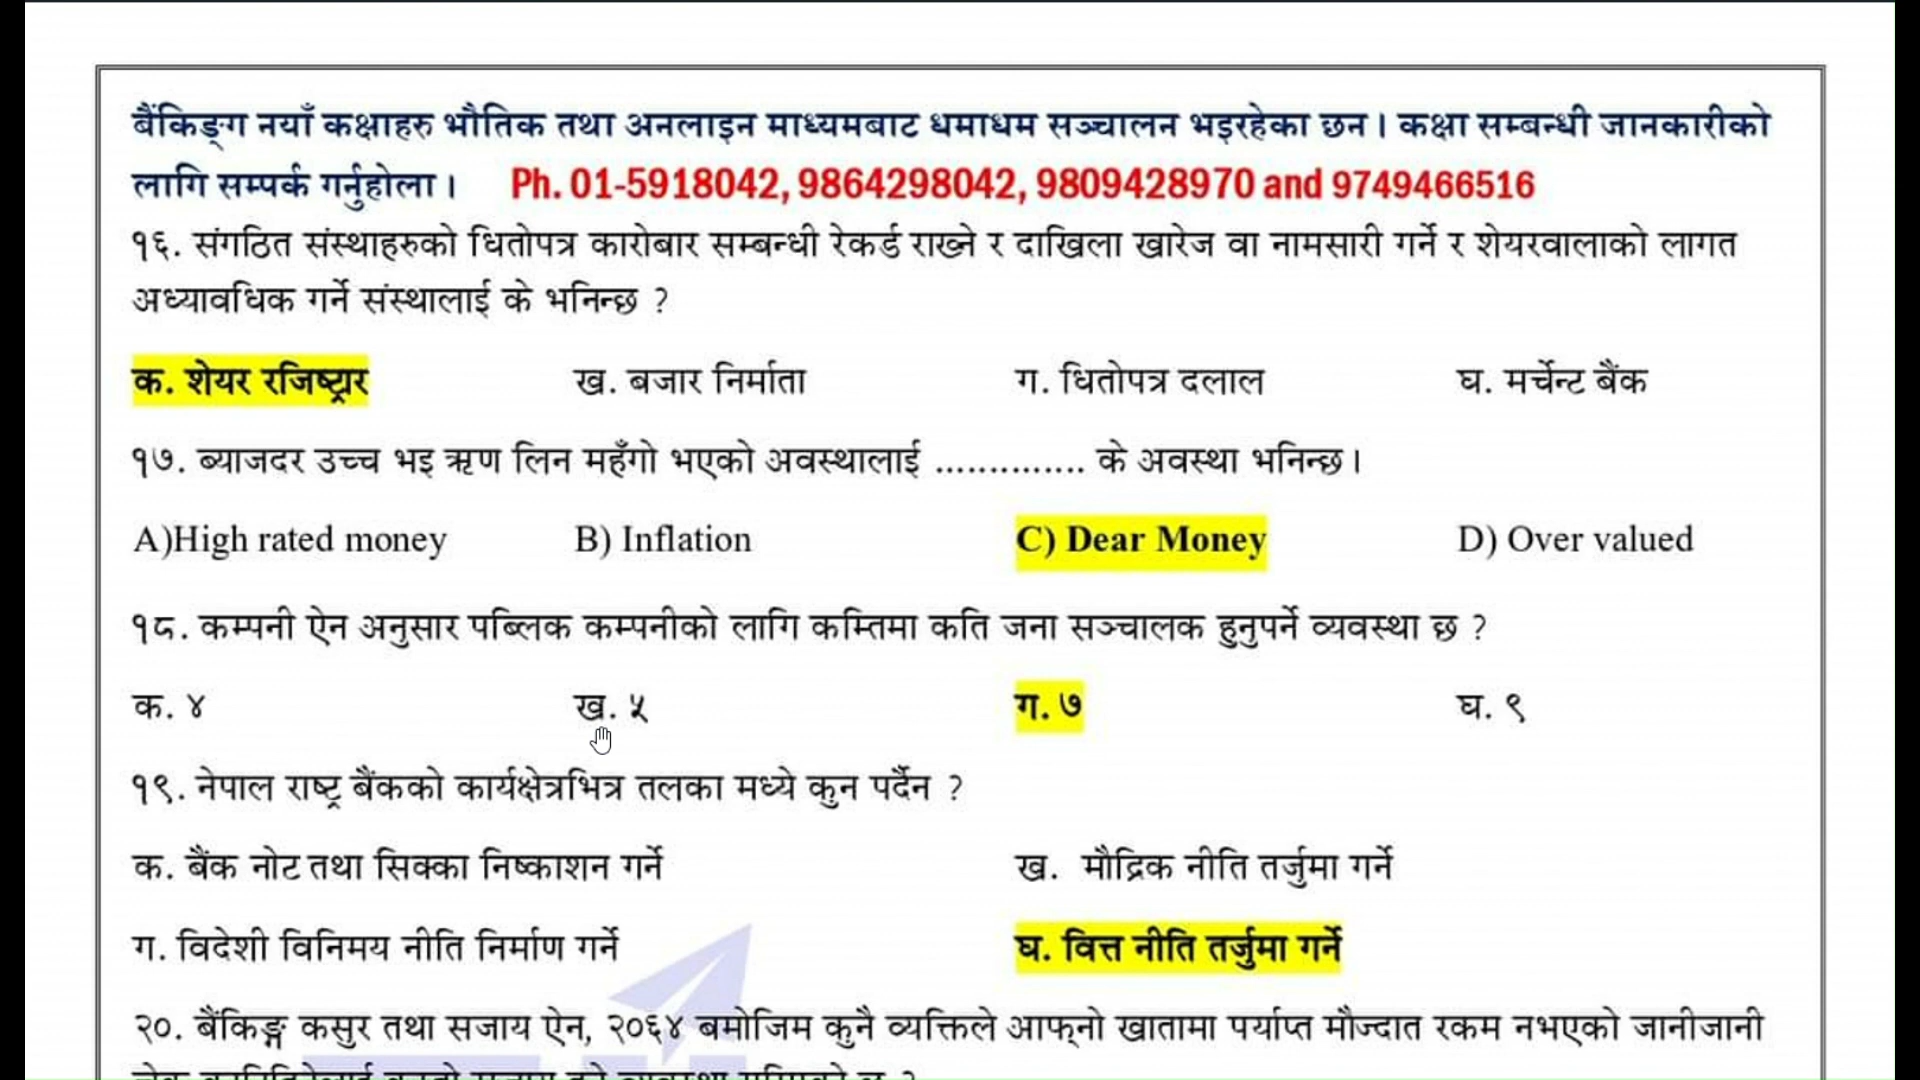 बैंकिङ्ग नयाँ कक्षाहरु भौतिक तथा अनलाइन माध्यमबाट धमाधम सञ्चालन भइरहेका छन । कक्षा सम्बन्धी जानकारीको
लागि सम्पर्क गर्नुहोला । Ph. 01-5918042, 9864298042, 9809428970 and 9749466516
१६. संगठित संस्थाहरुको धितोपत्र कारोबार सम्बन्धी रेकर्ड राख्ने र दाखिला खारेज वा नामसारी गर्ने र शेयरवालाको लागत
अध्यावधिक गर्ने संस्थालाई के भनिन्छ ?
क. शेयर रजिष्ट्रार ख. बजार निर्माता ग. धितोपत्र दलाल घ. मर्चेन्ट बैंक
१७. ब्याजदर उच्च भइ ऋण लिन महँगो भएको अवस्थालाई .............. के अवस्था भनिन्छ ।
A)High rated money B) Inflation C) Dear Money D) Over valued
१८. कम्पनी ऐन अनुसार पब्लिक कम्पनीको लागि कम्तिमा कति जना सञ्चालक हुनुपर्ने व्यवस्था छ ?
क. ४ ख. ५ ग. ७ घ. ९
१९. नेपाल राष्ट्र बैंकको कार्यक्षेत्रभित्र तलका मध्ये कुन पर्दैन ?
क. बैंक नोट तथा सिक्का निष्काशन गर्ने ख. मौद्रिक नीति तर्जुमा गर्ने
ग. विदेशी विनिमय नीति निर्माण गर्ने घ. वित्त नीति तर्जुमा गर्ने
२०. बैंकिङ्ग कसुर तथा सजाय ऐन, २०६४ बमोजिम कुनै व्यक्तिले आफ्नो खातामा पर्याप्त मौज्दात रकम नभएको जानीजानी